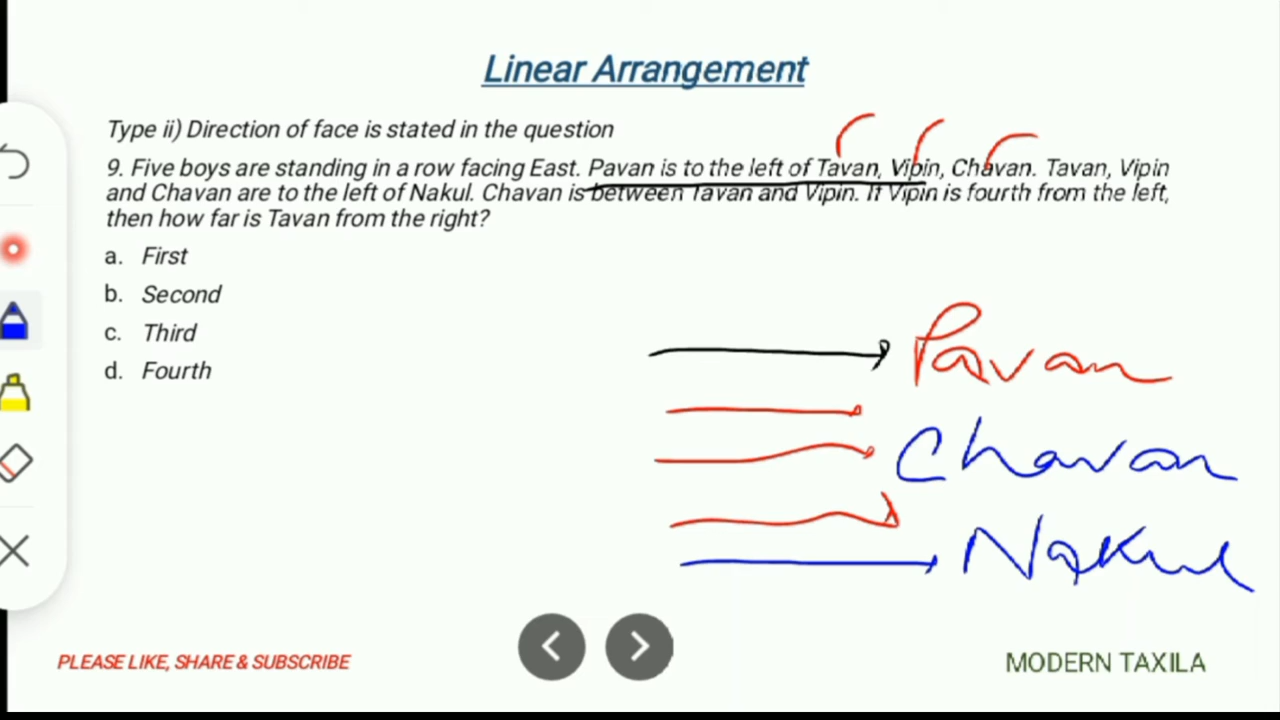 Linear Arrangement
Type ii) Direction of face is stated in the question
9. Five boys are standing in a row facing East. Pavan is to the left of Tavan, Vipin, Chavan. Tavan, Vipin
and Chavan are to the left of Nakul. Chavan is between Tavan and Vipin. If Vipin is fourth from the left,
then how far is Tavan from the right?
a. First
b. Second
c. Third
d. Fourth
Pavan
Chavan
Nakul
PLEASE LIKE, SHARE & SUBSCRIBE
MODERN TAXILA